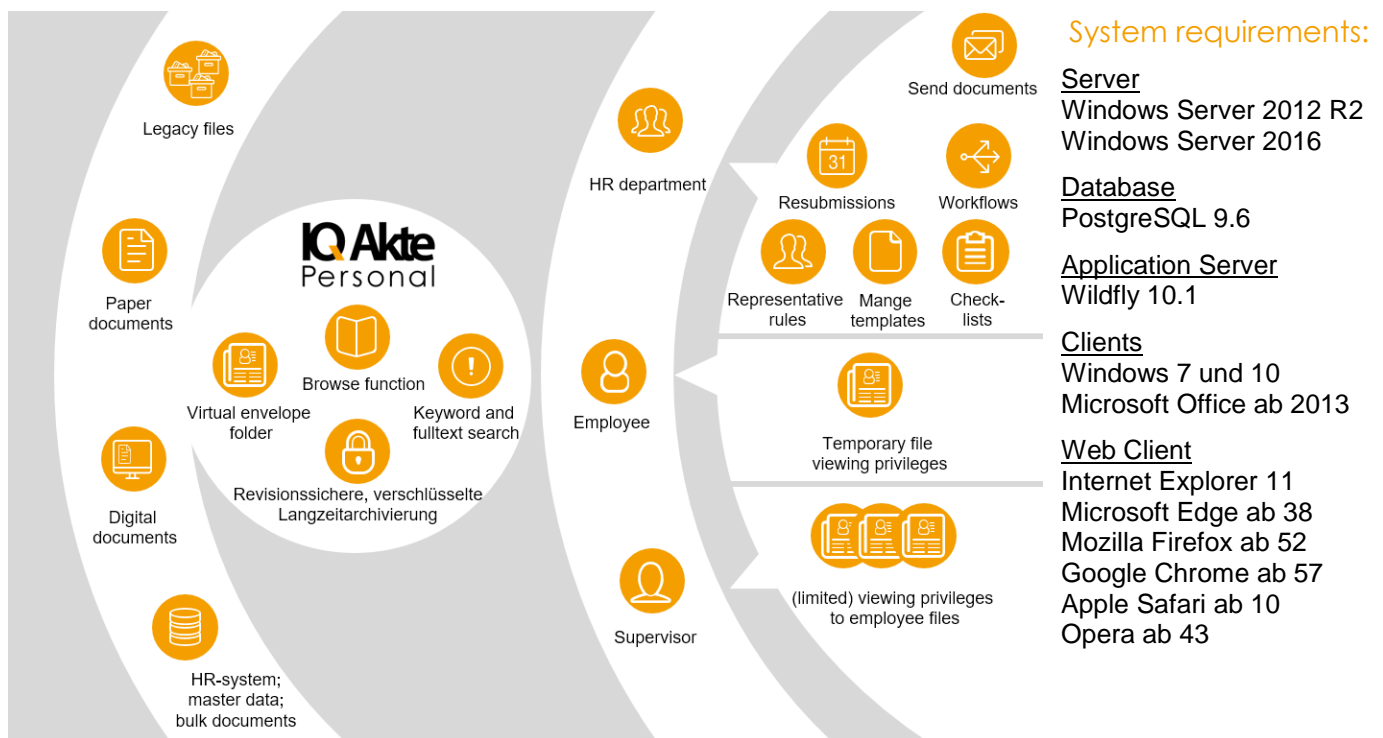 Legacy files
Paper
documents
Digital
documents
HR-system;
master data;
bulk documents
IQ Akte
Personal
Browse function
Virtual envelope
folder
Keyword and
fulltext search
Revisionssichere, verschlüsselte
Langzeitarchivierung
HR department
Employee
Supervisor
Send documents
31
Resubmissions
Workflows
Representative
rules
Mange
templates
Check-
lists
Temporary file
viewing privileges
(limited) viewing privileges
to employee files
System requirements:
Server
Windows Server 2012 R2
Windows Server 2016
Database
PostgreSQL 9.6
Application Server
Wildfly 10.1
Clients
Windows 7 und 10
Microsoft Office ab 2013
Web Client
Internet Explorer 11
Microsoft Edge ab 38
Mozilla Firefox ab 52
Google Chrome ab 57
Apple Safari ab 10
Opera ab 43